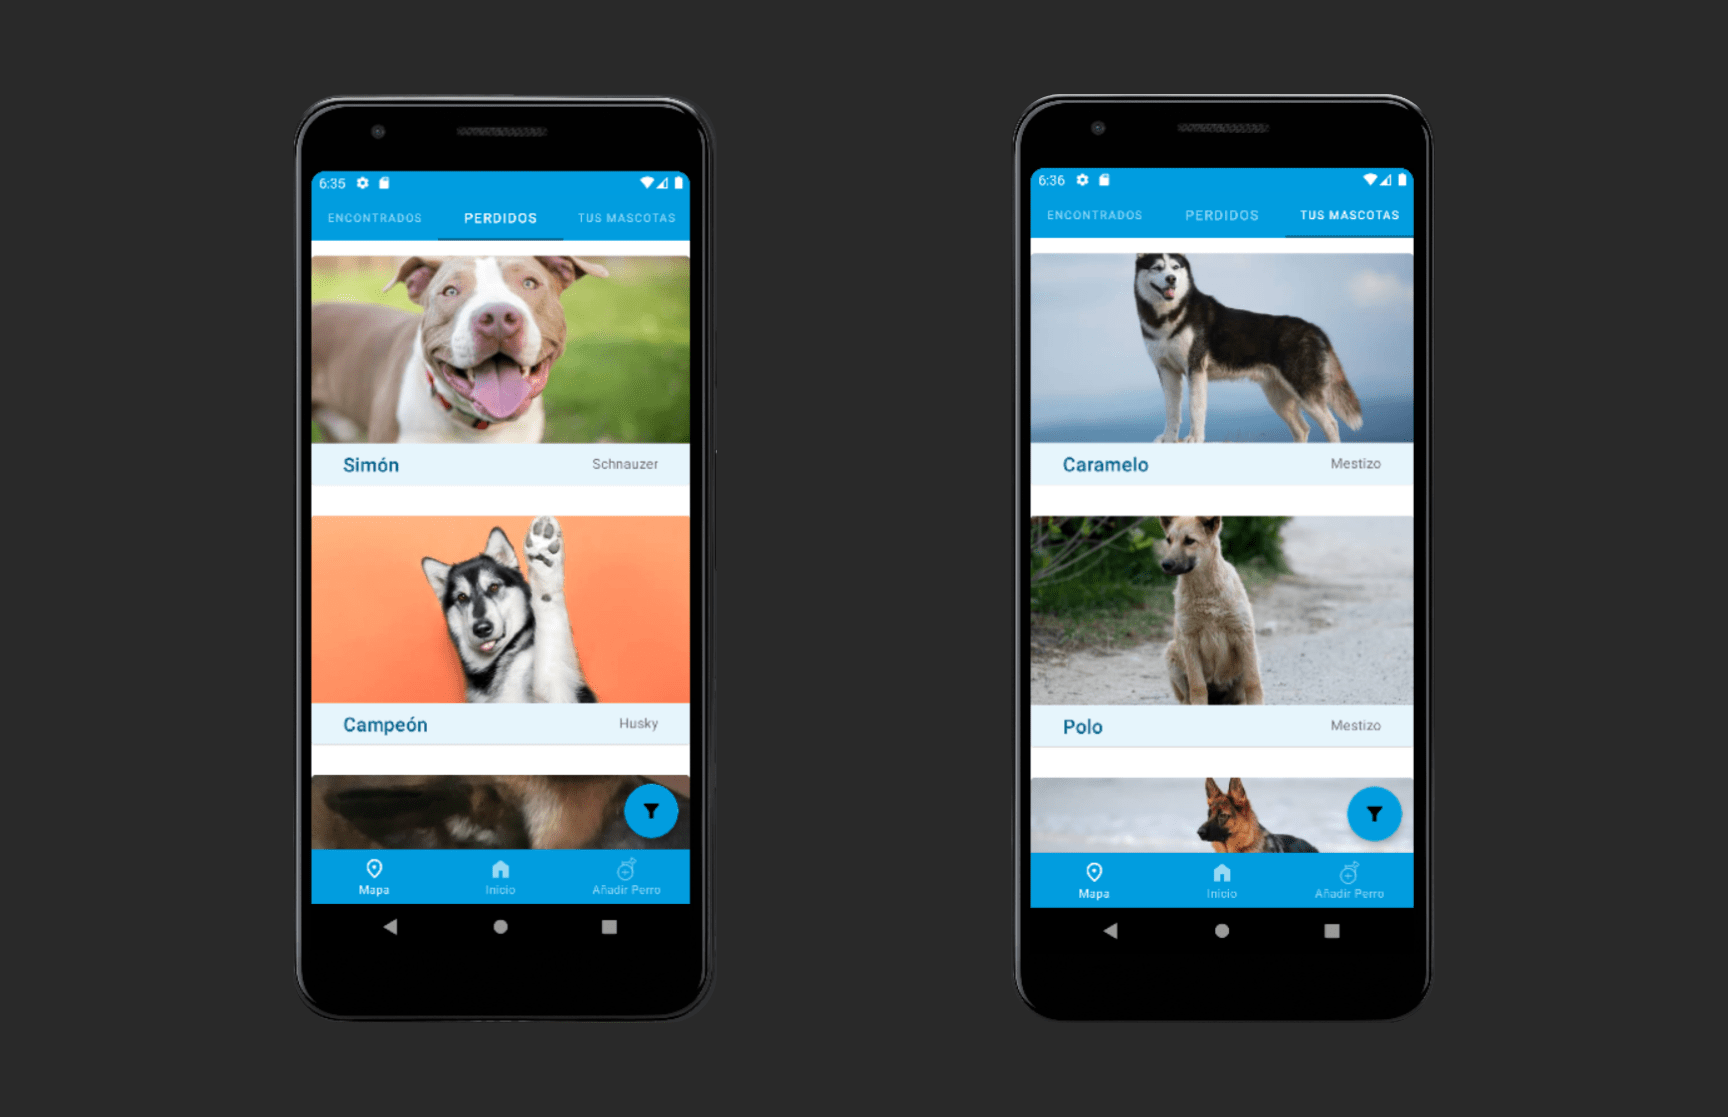 6:35
ENCONTRADOS PERDIDOS TUS MASCOTAS
Simón Schnauzer
Campeón Husky
Mapa Inicio Añadir Perro
6:36
ENCONTRADOS PERDIDOS TUS MASCOTAS
Caramelo Mestizo
Polo Mestizo
Mapa Inicio Añadir Perro